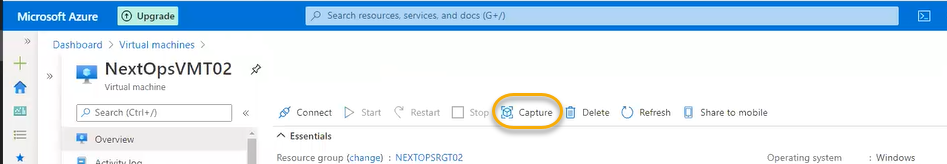 Microsoft Azure Upgrade Search resources, services, and docs (G+/)
Dashboard > Virtual machines >
NextOpsVMT02
Virtual machine
Search (Ctrl+/) « Connect Start Restart Stop Capture Delete Refresh Share to mobile
Overview Essentials
Activity log Resource group (change) : NEXTOPSRGT02 Operating system : Windows